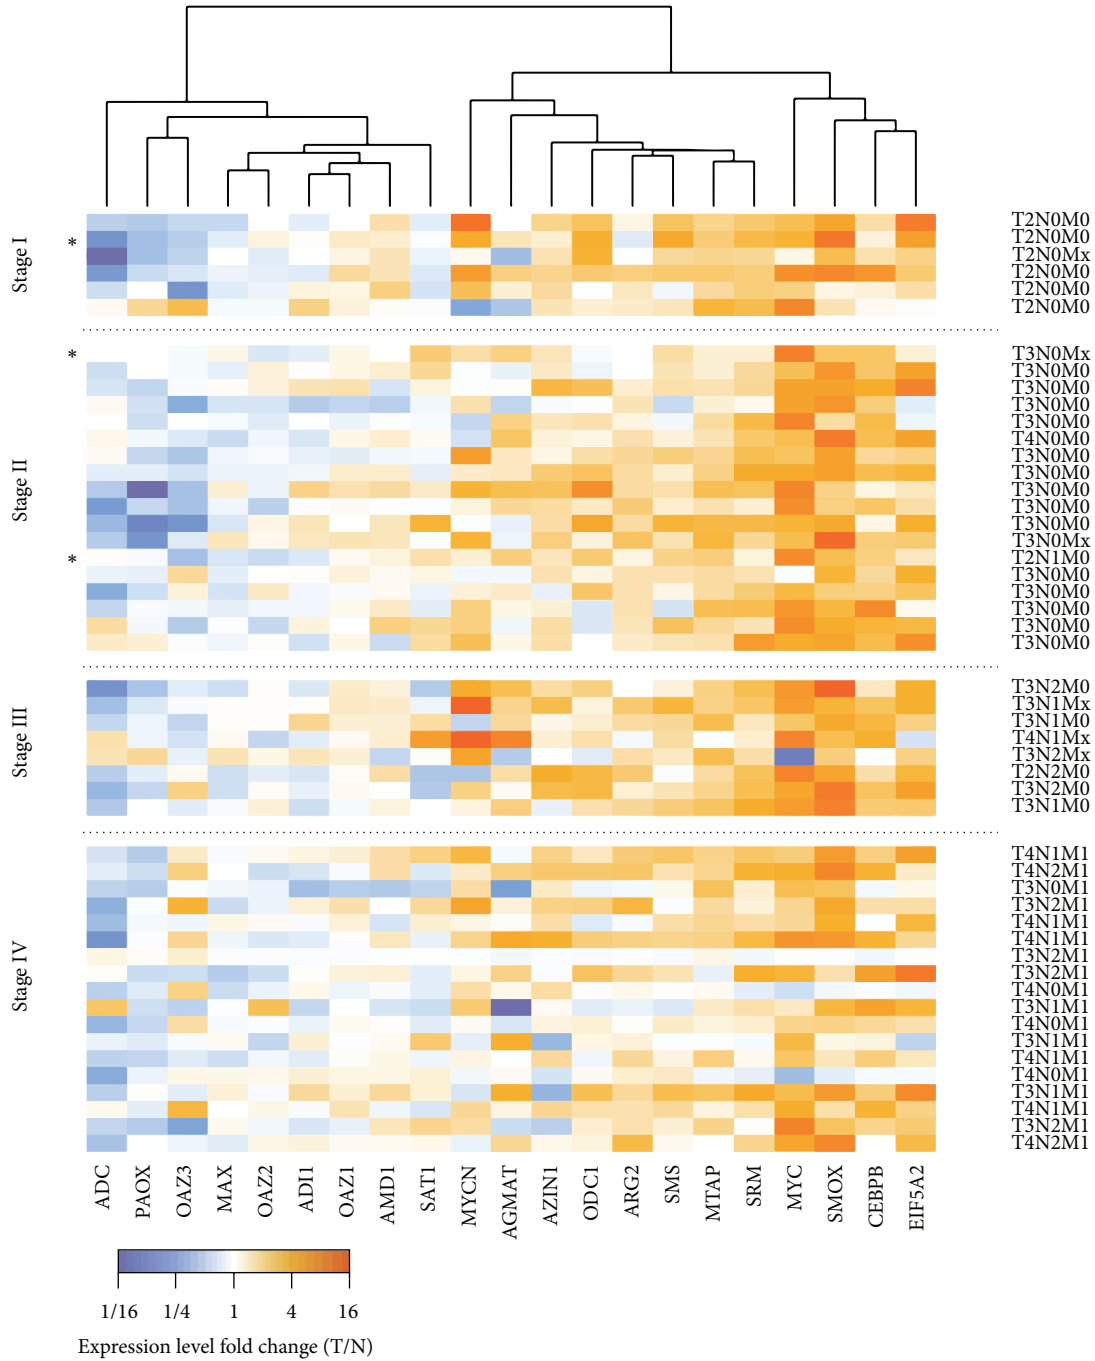 Stage I
*
T2N0M0
T2N0M0
T2N0Mx
T2N0M0
T2N0M0
T2N0M0
Stage II
*
*
T3N0Mx
T3N0M0
T3N0M0
T3N0M0
T3N0M0
T4N0M0
T3N0M0
T3N0M0
T3N0M0
T3N0M0
T3N0M0
T3N0Mx
T2N1M0
T3N0M0
T3N0M0
T3N0M0
T3N0M0
T3N0M0
Stage III
T3N2M0
T3N1Mx
T3N1M0
T4N1Mx
T3N2Mx
T2N2M0
T3N2M0
T3N1M0
Stage IV
T4N1M1
T4N2M1
T3N0M1
T3N2M1
T4N1M1
T4N1M1
T3N2M1
T3N2M1
T4N0M1
T3N1M1
T4N0M1
T3N1M1
T4N1M1
T4N0M1
T3N1M1
T4N1M1
T3N2M1
T4N2M1
ADC
PAOX
OAZ3
MAX
OAZ2
ADI1
OAZ1
AMD1
SAT1
MYCN
AGMAT
AZIN1
ODC1
ARG2
SMS
MTAP
SRM
MYC
SMOX
CEBPB
EIF5A2
1/16 1/4 1 4 16
Expression level fold change (T/N)